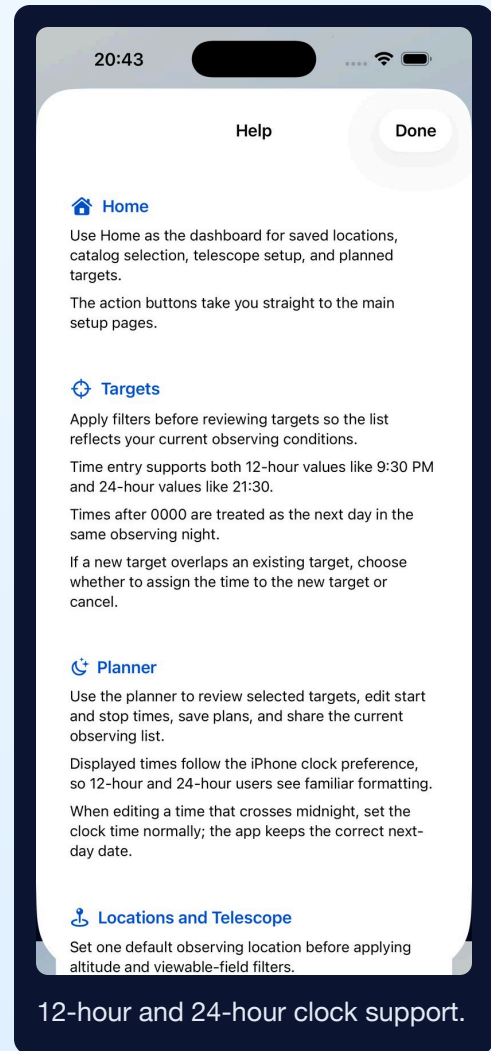 20:43
Help
Done
Home
Use Home as the dashboard for saved locations,
catalog selection, telescope setup, and planned
targets.
The action buttons take you straight to the main
setup pages.
Targets
Apply filters before reviewing targets so the list
reflects your current observing conditions.
Time entry supports both 12-hour values like 9:30 PM
and 24-hour values like 21:30.
Times after 0000 are treated as the next day in the
same observing night.
If a new target overlaps an existing target, choose
whether to assign the time to the new target or
cancel.
Planner
Use the planner to review selected targets, edit start
and stop times, save plans, and share the current
observing list.
Displayed times follow the iPhone clock preference,
so 12-hour and 24-hour users see familiar formatting.
When editing a time that crosses midnight, set the
clock time normally; the app keeps the correct next-
day date.
Locations and Telescope
Set one default observing location before applying
altitude and viewable-field filters.
12-hour and 24-hour clock support.